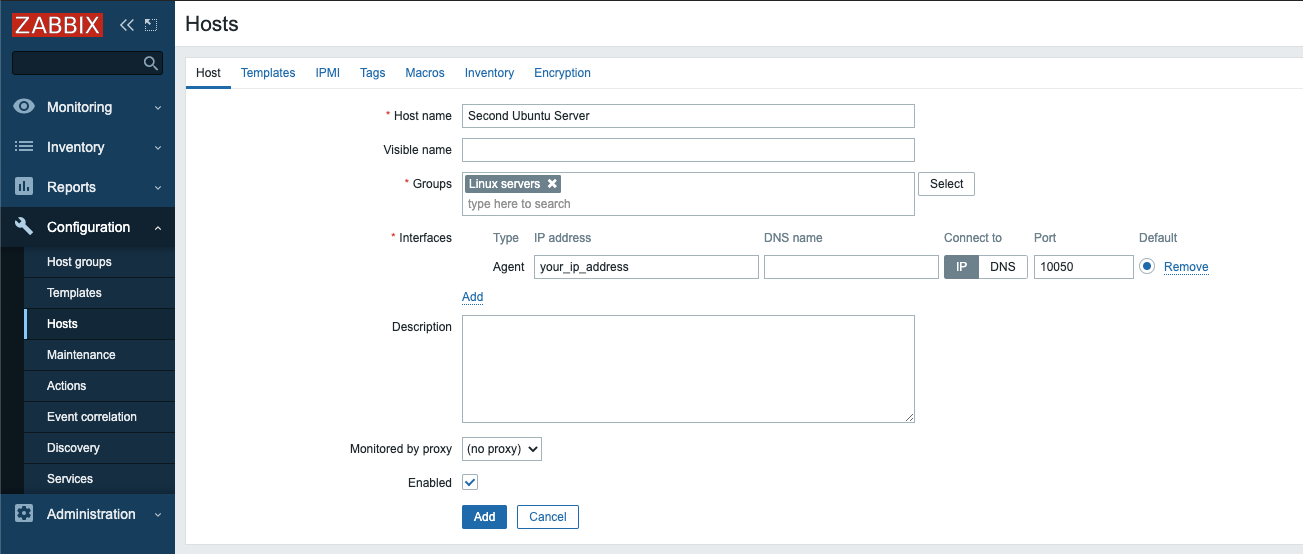 ZABBIX
Hosts
Host Templates IPMI Tags Macros Inventory Encryption
Monitoring
Inventory
Reports
Configuration
Host groups
Templates
Hosts
Maintenance
Actions
Event correlation
Discovery
Services
Administration
* Host name Second Ubuntu Server
Visible name
* Groups Linux servers Select
type here to search
* Interfaces Type IP address DNS name Connect to Port Default
Agent your_ip_address IP DNS 10050 Remove
Add
Description
Monitored by proxy (no proxy)
Enabled
Add Cancel